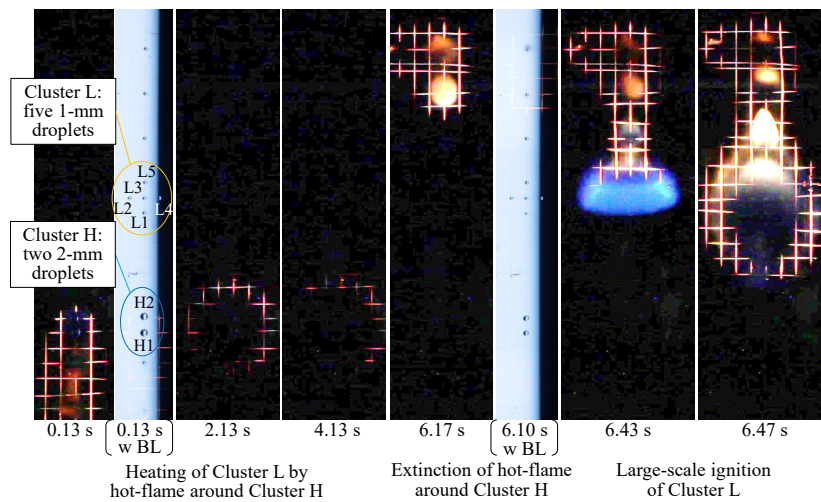 Cluster L:
five 1-mm
droplets
L5
L3
L2
L4
L1
Cluster H:
two 2-mm
droplets
H2
H1
0.13 s
0.13 s
w BL
2.13 s
4.13 s
6.17 s
6.10 s
w BL
6.43 s
6.47 s
Heating of Cluster L by
hot-flame around Cluster H
Extinction of hot-flame
around Cluster H
Large-scale ignition
of Cluster L